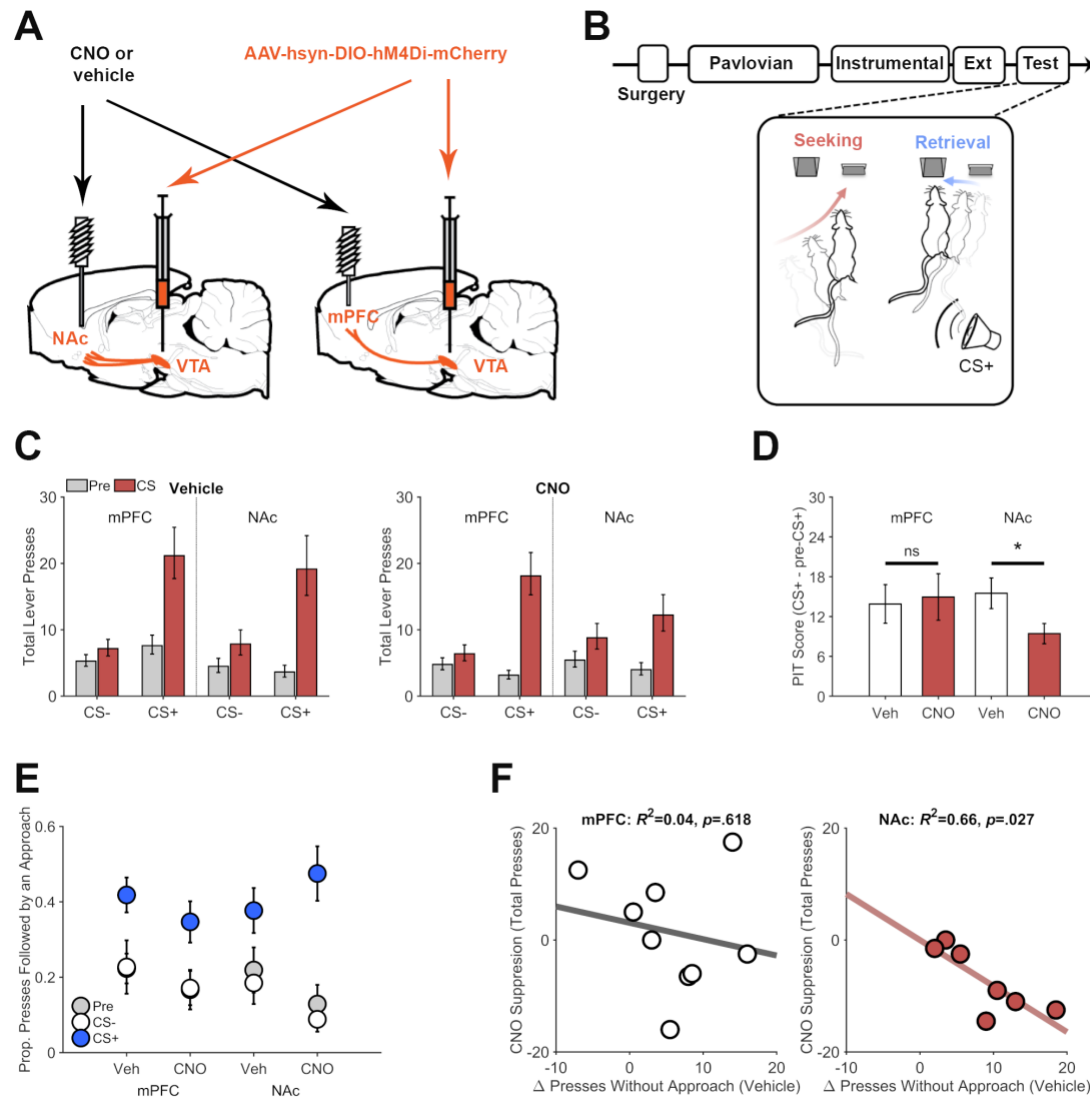 A
CNO or
vehicle
AAV-hsyn-DIO-hM4Di-mCherry
NAc
VTA
mPFC
VTA
B
Pavlovian
Instrumental
Ext
Test
Surgery
Seeking
Retrieval
CS+
C
Pre
CS
Vehicle
mPFC
NAc
Total Lever Presses
30
20
10
0
CS-
CS+
CS-
CS+
CNO
mPFC
NAc
Total Lever Presses
30
20
10
0
CS-
CS+
CS-
CS+
D
mPFC
NAc
ns
*
PIT Score (CS+ - pre-CS+)
30
24
18
12
6
0
Veh
CNO
Veh
CNO
E
Prop. Presses Followed by an Approach
0.6
0.4
0.2
0
Pre
CS-
CS+
Veh
CNO
Veh
CNO
mPFC
NAc
F
mPFC: R²=0.04, p=.618
CNO Suppression (Total Presses)
20
0
-20
-10
0
10
20
Δ Presses Without Approach (Vehicle)
NAc: R²=0.66, p=.027
CNO Suppression (Total Presses)
20
0
-20
-10
0
10
20
Δ Presses Without Approach (Vehicle)